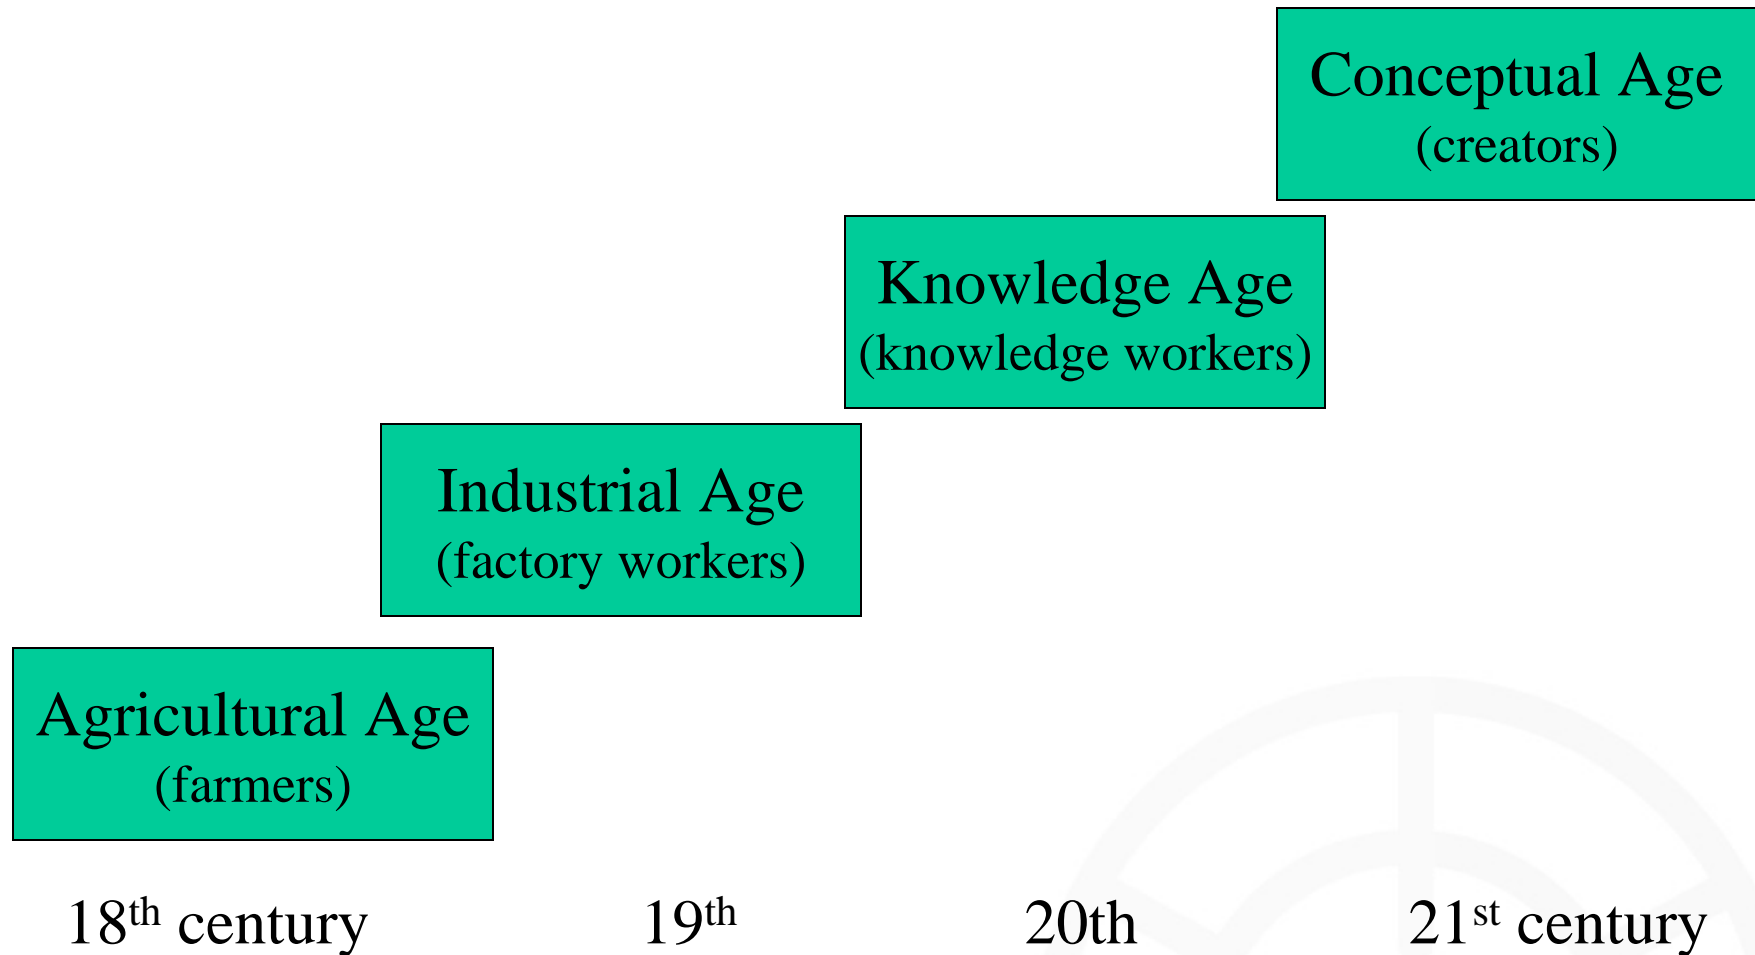 Conceptual Age
(creators)
Knowledge Age
(knowledge workers)
Industrial Age
(factory workers)
Agricultural Age
(farmers)
18th century 19th 20th 21st century